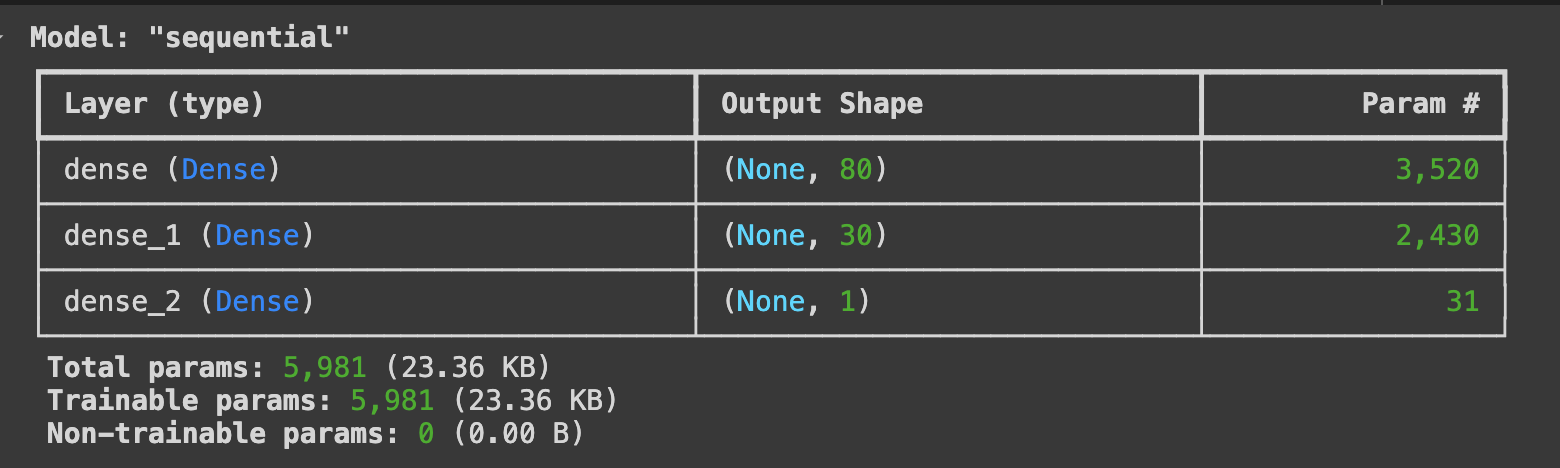 Model: "sequential"
Layer (type) Output Shape Param #
dense (Dense) (None, 80) 3,520
dense_1 (Dense) (None, 30) 2,430
dense_2 (Dense) (None, 1) 31
Total params: 5,981 (23.36 KB)
Trainable params: 5,981 (23.36 KB)
Non-trainable params: 0 (0.00 B)